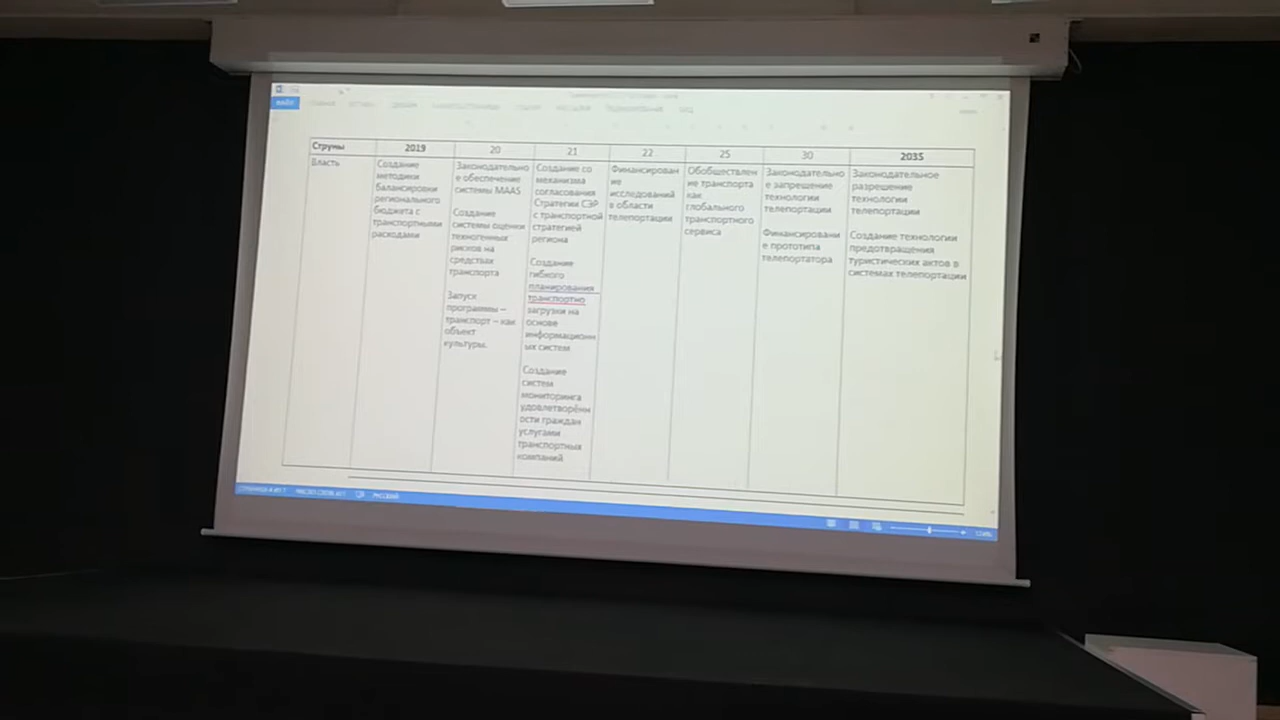 ФАЙЛ
Струны
2019
20
21
22
25
30
2035
Власть
Создание
методики
балансировки
регионального
бюджета с
транспортными
расходами
Законодательно
е обеспечение
системы MAAS
Создание
системы оценки
техногенных
рисков на
средствах
транспорта
Запуск
программы –
транспорт – как
объект
культуры.
Создание со
механизма
согласования
Стратегии СЭР
с транспортной
стратегией
региона
Создание
гибкого
планирования
транспортно
загрузки на
основе
информационн
ых систем
Создание
систем
мониторинга
удовлетворённ
ости граждан
услугами
транспортных
компаний
Финансирован
ие
исследований
в области
телепортации
Обобществлен
ие транспорта
как
глобального
транспортного
сервиса
Законодательно
е запрещение
технологии
телепортации
Финансировани
е прототипа
телепортатора
Законодательное
разрешение
технологии
телепортации
Создание технологии
предотвращения
туристических актов в
системах телепортации
РУССКИЙ